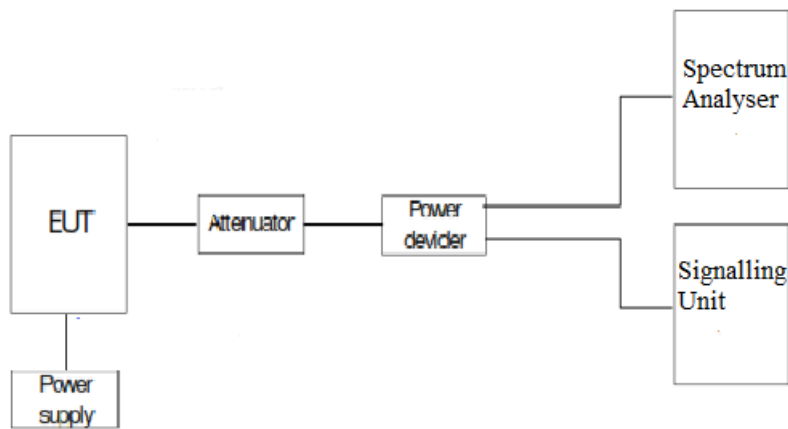 Spectrum
Analyser
EUT
Attenuator
Power
devider
Signalling
Unit
Power
supply